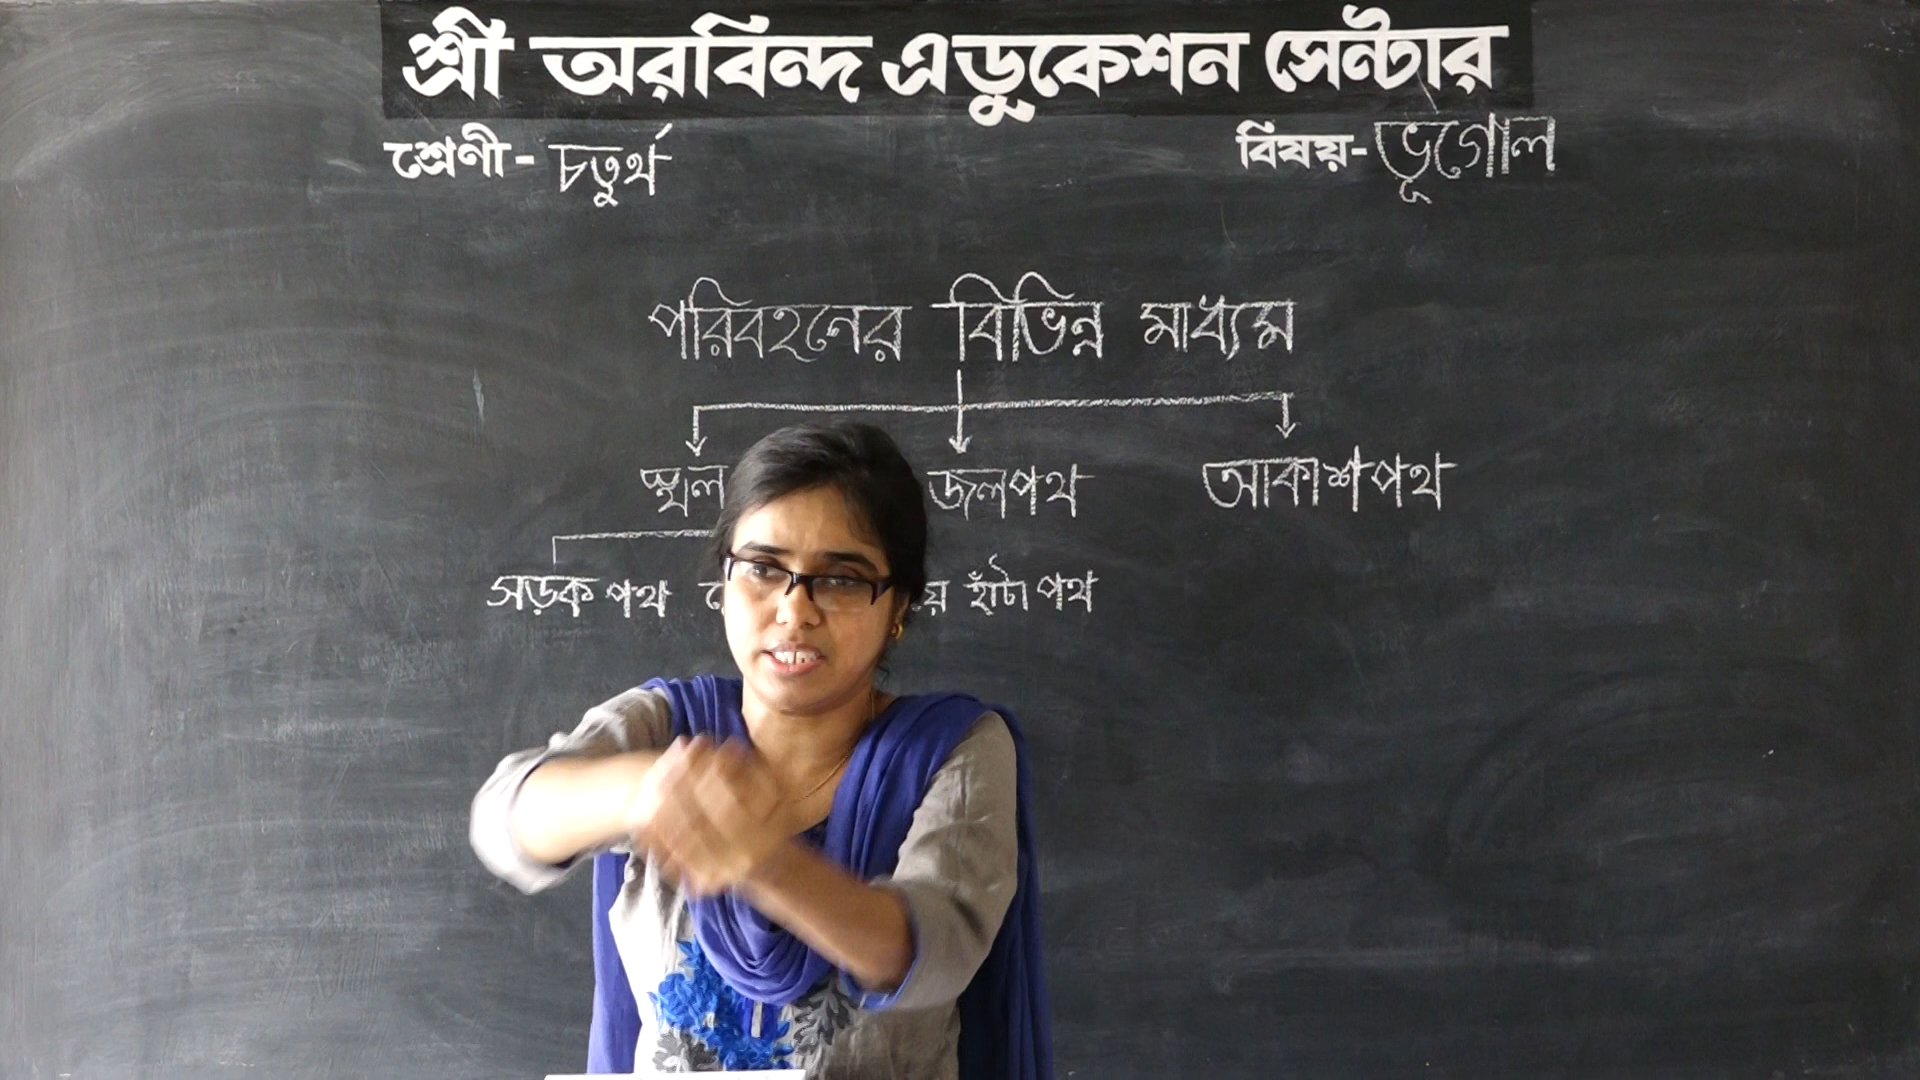 শ্রী অরবিন্দ এডুকেশন সেন্টার
শ্রেণী - চতুর্থ বিষয়- ভূগোল
পরিবহনের বিভিন্ন মাধ্যম
জলপথ আকাশপথ
সড়ক পথ হাঁটা পথ